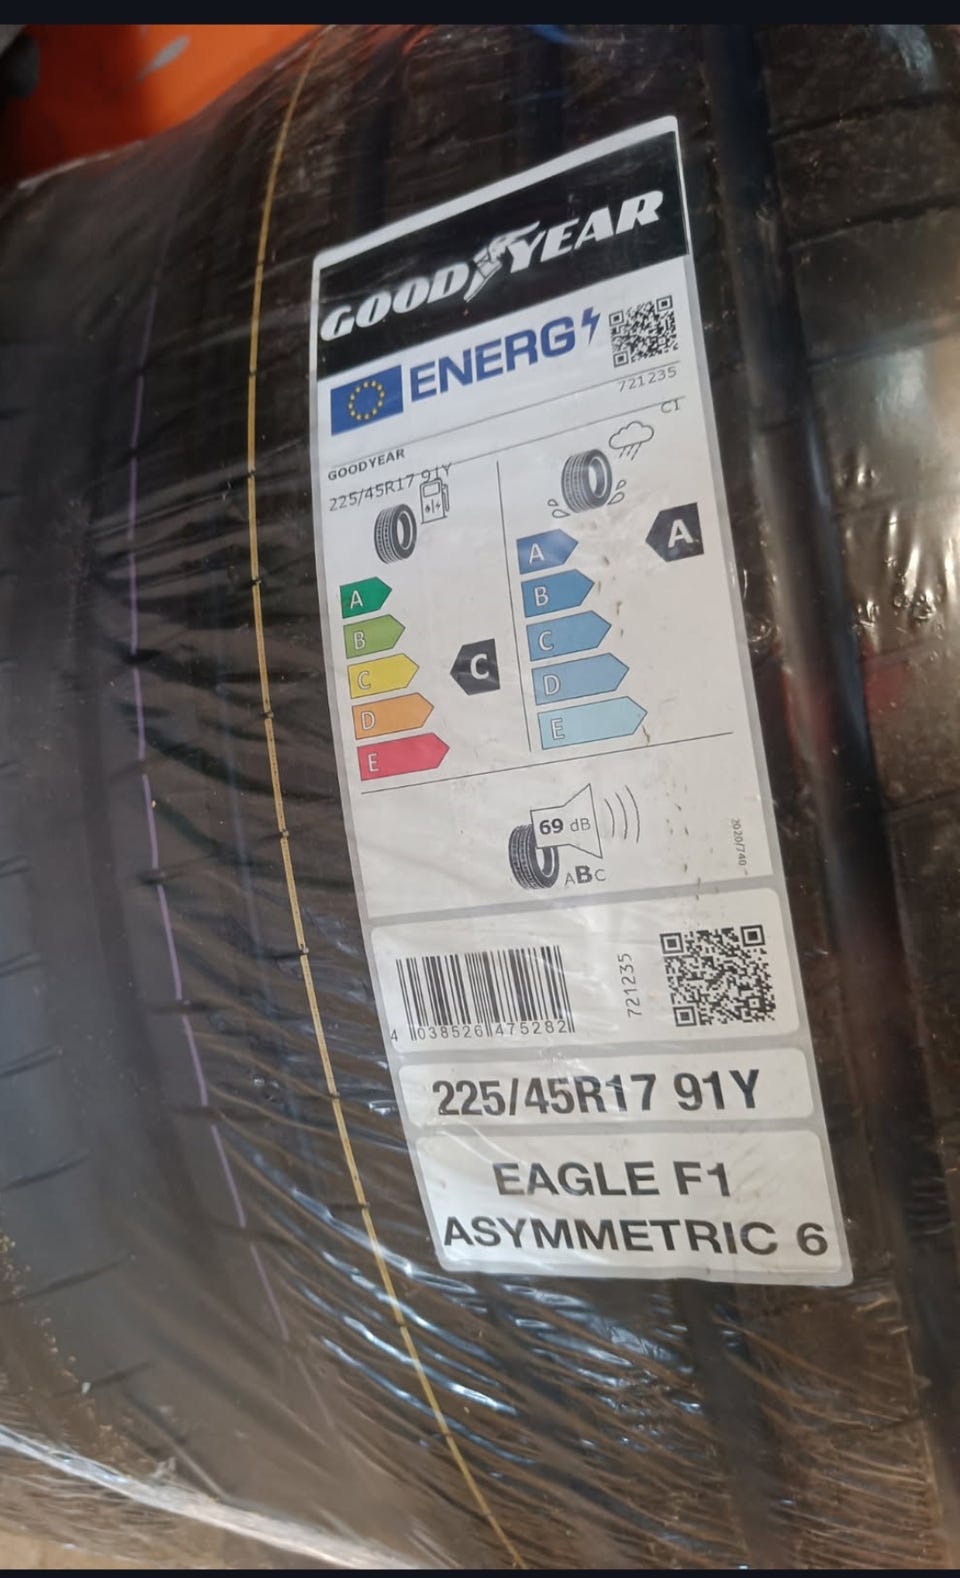 GOODYEAR
ENERG
721235
GOODYEAR
C1
225/45R17 91Y
A
B
C
D
E
C
A
B
C
D
E
A
69 dB
ABC
2020/740
4 038526 475282
721235
225/45R17 91Y
EAGLE F1
ASYMMETRIC 6